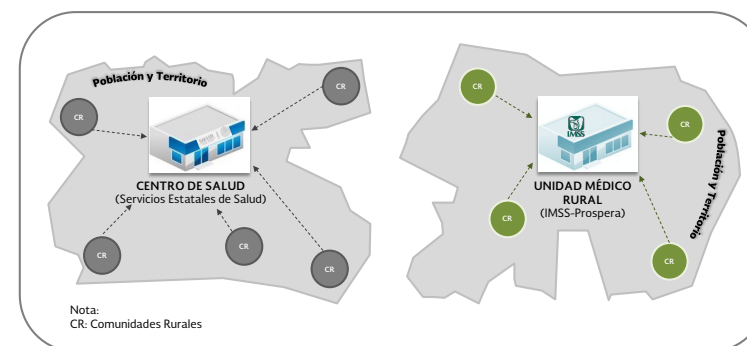 Población y Territorio
CR
CR
CENTRO DE SALUD
(Servicios Estatales de Salud)
CR
CR
CR
CR
CR
IMSS
Población y Territorio
UNIDAD MÉDICO
RURAL
(IMSS-Prospera)
CR
CR
Nota:
CR: Comunidades Rurales